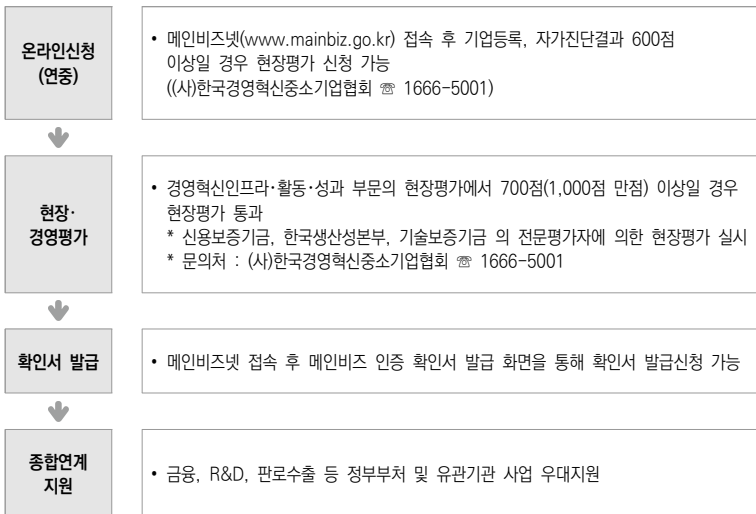 온라인신청
(연중)
• 메인비즈넷(www.mainbiz.go.kr) 접속 후 기업등록, 자가진단결과 600점
이상일 경우 현장평가 신청 가능
((사)한국경영혁신중소기업협회 ☏ 1666-5001)
현장·
경영평가
• 경영혁신인프라·활동·성과 부문의 현장평가에서 700점(1,000점 만점) 이상일 경우
현장평가 통과
* 신용보증기금, 한국생산성본부, 기술보증기금 의 전문평가자에 의한 현장평가 실시
* 문의처 : (사)한국경영혁신중소기업협회 ☏ 1666-5001
확인서 발급
• 메인비즈넷 접속 후 메인비즈 인증 확인서 발급 화면을 통해 확인서 발급신청 가능
종합연계
지원
• 금융, R&D, 판로수출 등 정부부처 및 유관기관 사업 우대지원